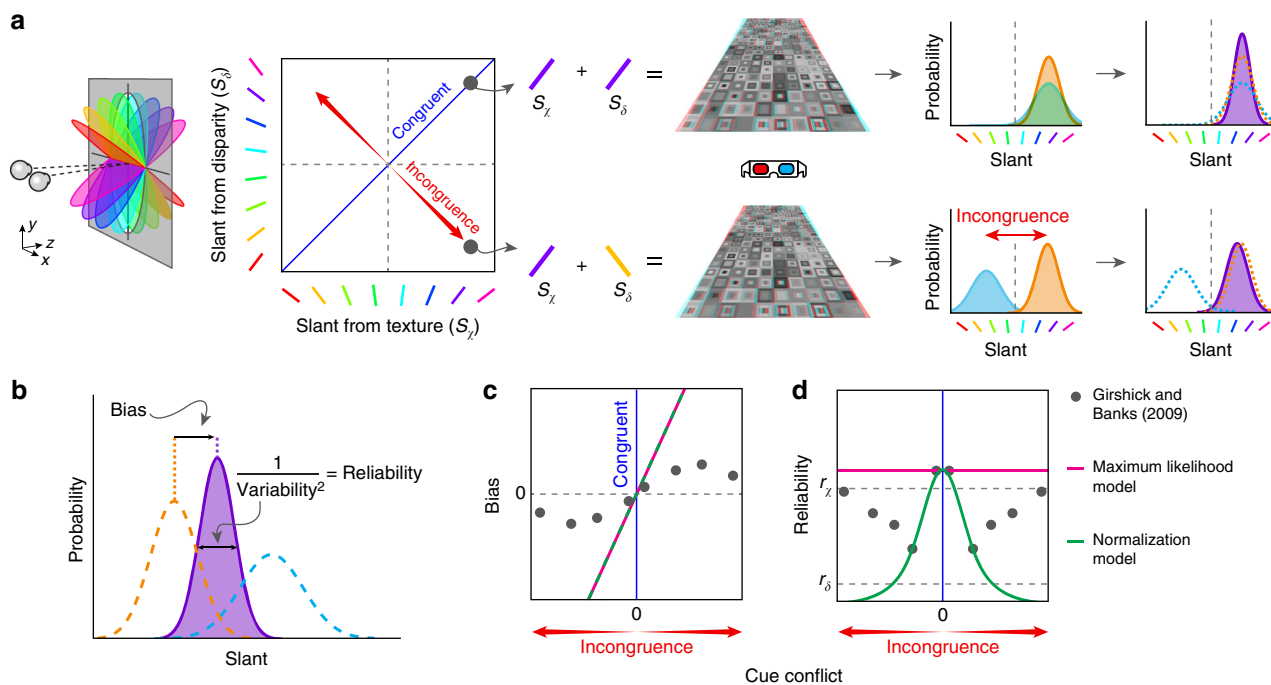 a
y
z
x
Slant from disparity (Sδ)
Congruent
Incongruence
Slant from texture (Sχ)
Sχ
+
Sδ
=
Probability
Slant
Slant
Sχ
+
Sδ
=
Incongruence
Probability
Slant
Slant
b
Bias
1
Variability²
= Reliability
Probability
Slant
c
Congruent
Bias
0
0
Incongruence
d
Reliability
rχ
rδ
0
Incongruence
Cue conflict
Girshick and
Banks (2009)
Maximum likelihood
model
Normalization
model